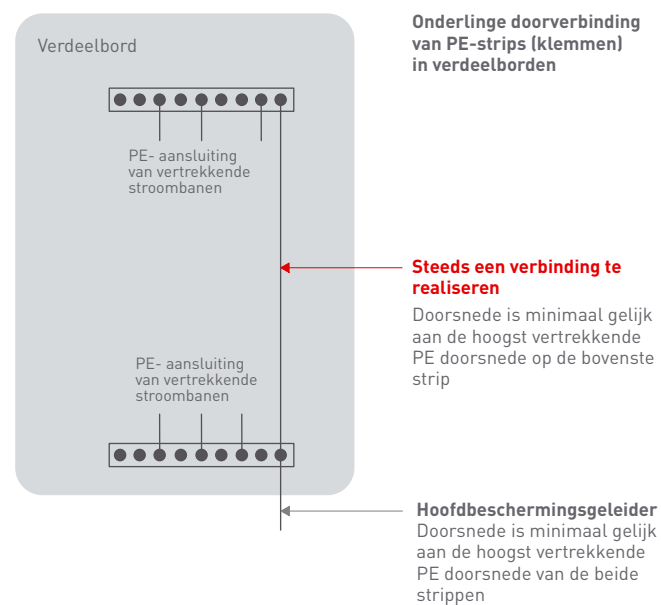 Onderlinge doorverbinding
van PE-strips (klemmen)
in verdeelborden
Verdeelbord
PE- aansluiting
van vertrekkende
stroombanen
Steeds een verbinding te
realiseren
Doorsnede is minimaal gelijk
aan de hoogst vertrekkende
PE doorsnede op de bovenste
strip
PE- aansluiting
van vertrekkende
stroombanen
Hoofdbeschermingsgeleider
Doorsnede is minimaal gelijk
aan de hoogst vertrekkende
PE doorsnede van de beide
strippen